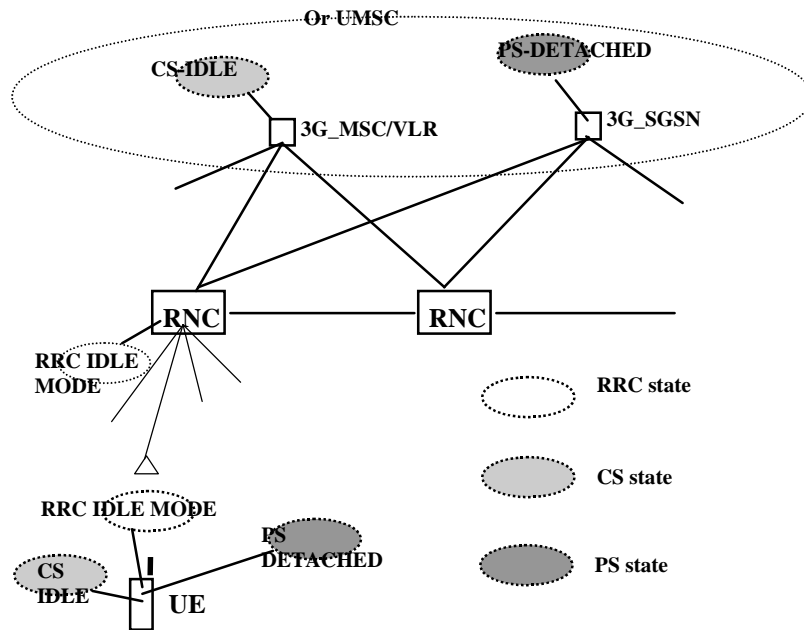 Or UMSC
CS-IDLE
PS-DETACHED
3G_MSC/VLR
3G_SGSN
RNC
RNC
RRC IDLE
MODE
RRC state
CS state
RRC IDLE MODE
PS
DETACHED
CS
IDLE
UE
PS state